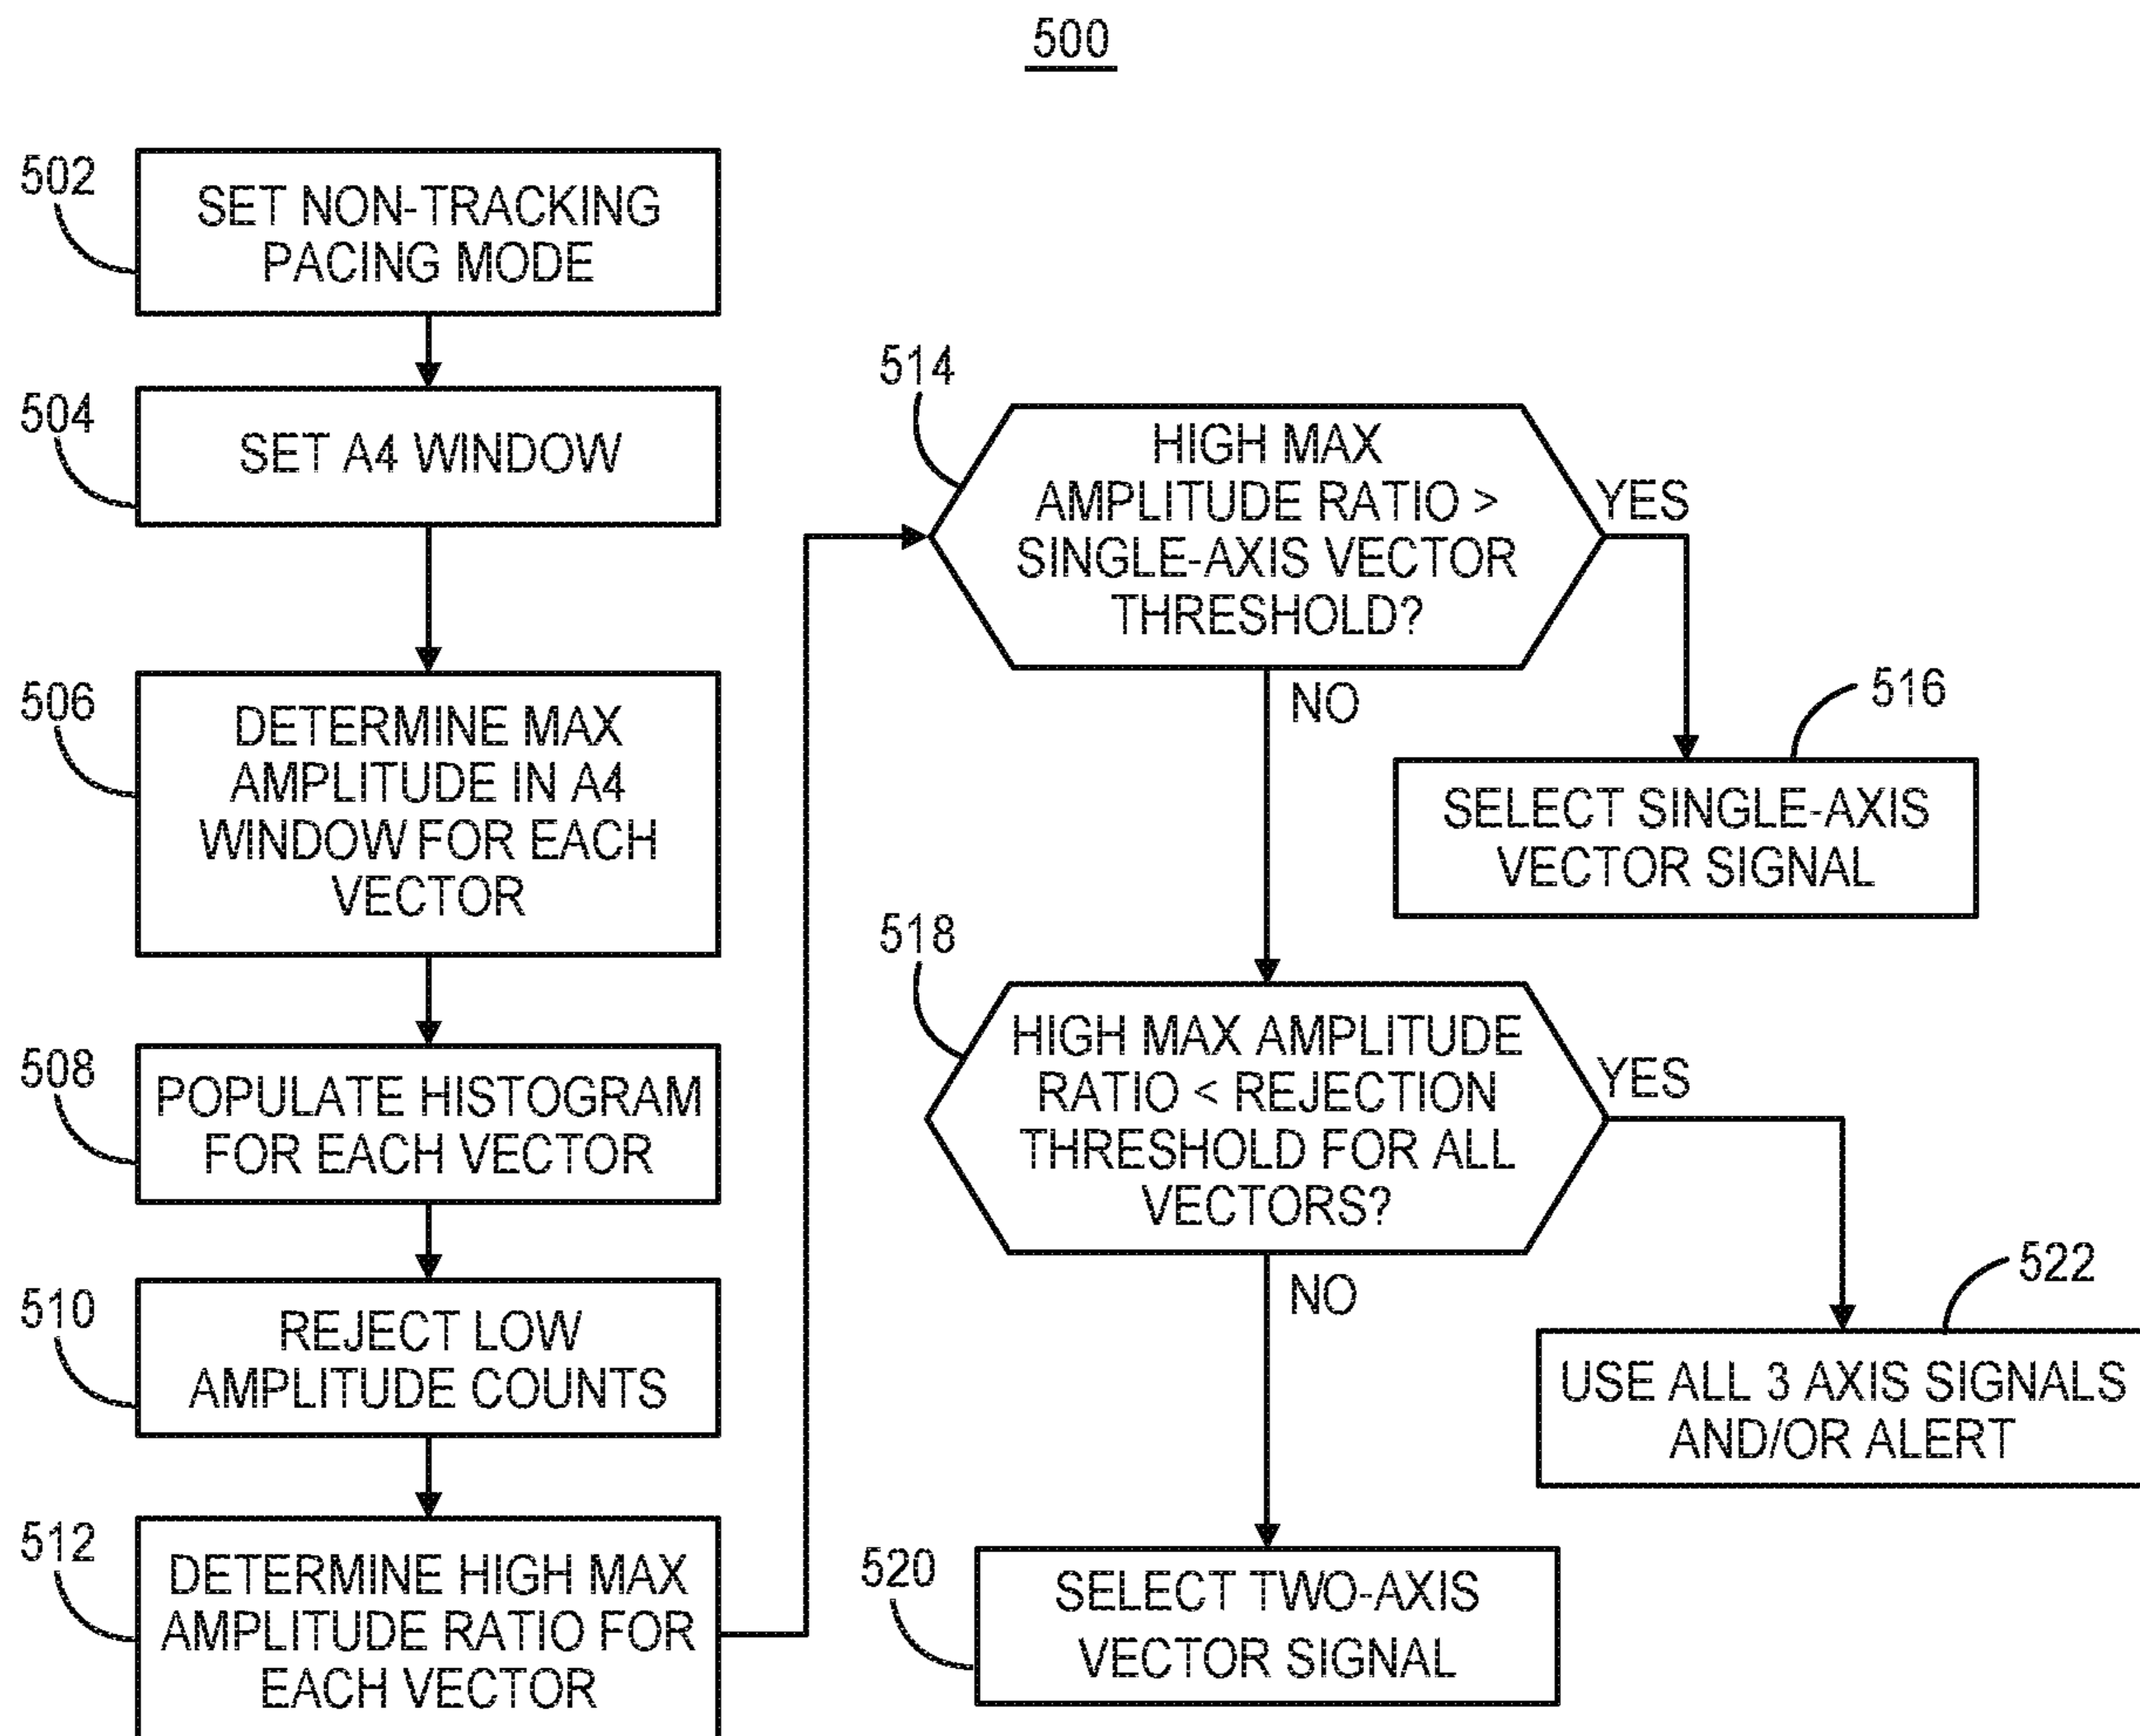 500
502
SET NON-TRACKING
PACING MODE
504
SET A4 WINDOW
506
DETERMINE MAX
AMPLITUDE IN A4
WINDOW FOR EACH
VECTOR
508
POPULATE HISTOGRAM
FOR EACH VECTOR
510
REJECT LOW
AMPLITUDE COUNTS
512
DETERMINE HIGH MAX
AMPLITUDE RATIO FOR
EACH VECTOR
514
HIGH MAX
AMPLITUDE RATIO >
SINGLE-AXIS VECTOR
THRESHOLD?
YES
NO
516
SELECT SINGLE-AXIS
VECTOR SIGNAL
518
HIGH MAX AMPLITUDE
RATIO < REJECTION
THRESHOLD FOR ALL
VECTORS?
YES
NO
522
USE ALL 3 AXIS SIGNALS
AND/OR ALERT
520
SELECT TWO-AXIS
VECTOR SIGNAL